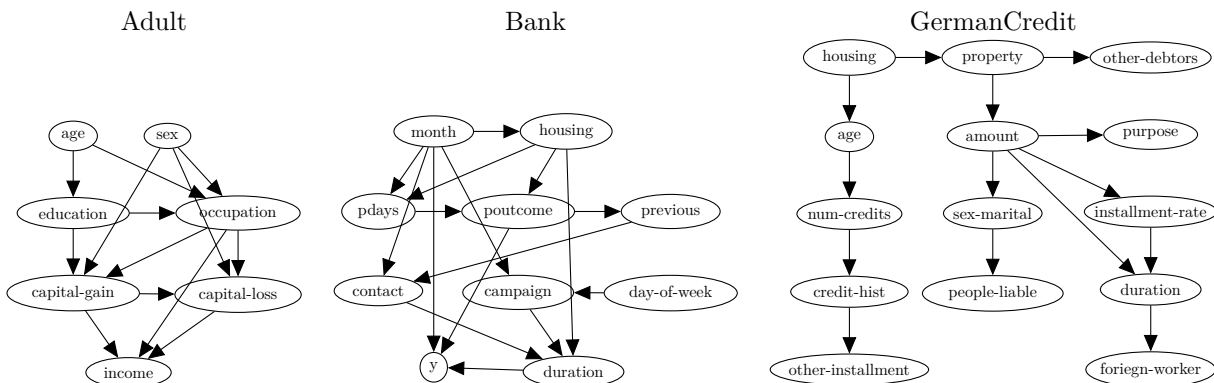 Adult
Bank
GermanCredit
age
sex
education
occupation
capital-gain
capital-loss
income
month
housing
pdays
poutcome
previous
contact
campaign
day-of-week
y
duration
housing
property
other-debtors
age
amount
purpose
num-credits
sex-marital
installment-rate
credit-hist
people-liable
duration
other-installment
foriegn-worker